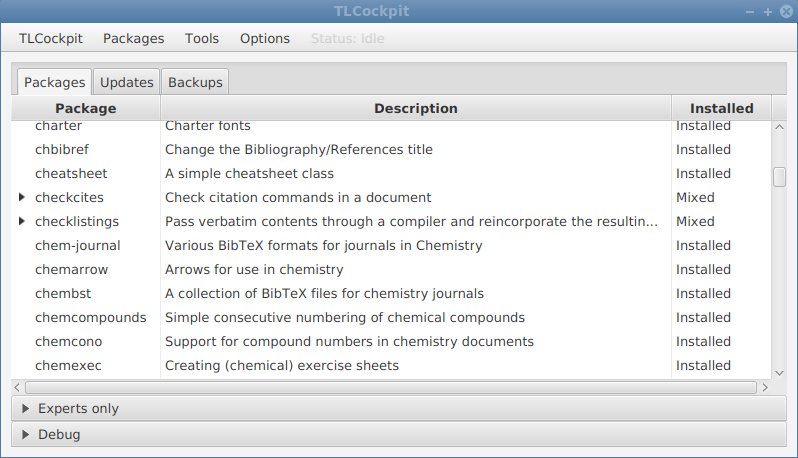 TLCockpit
TLCockpit Packages Tools Options Status: Idle
Packages Updates Backups
Package Description Installed
charter Charter fonts Installed
chbibref Change the Bibliography/References title Installed
cheatsheet A simple cheatsheet class Installed
checkcites Check citation commands in a document Mixed
checklistings Pass verbatim contents through a compiler and reincorporate the resultin... Mixed
chem-journal Various BibTeX formats for journals in Chemistry Installed
chemarrow Arrows for use in chemistry Installed
chembst A collection of BibTeX files for chemistry journals Installed
chemcompounds Simple consecutive numbering of chemical compounds Installed
chemcono Support for compound numbers in chemistry documents Installed
chemexec Creating (chemical) exercise sheets Installed
Experts only
Debug